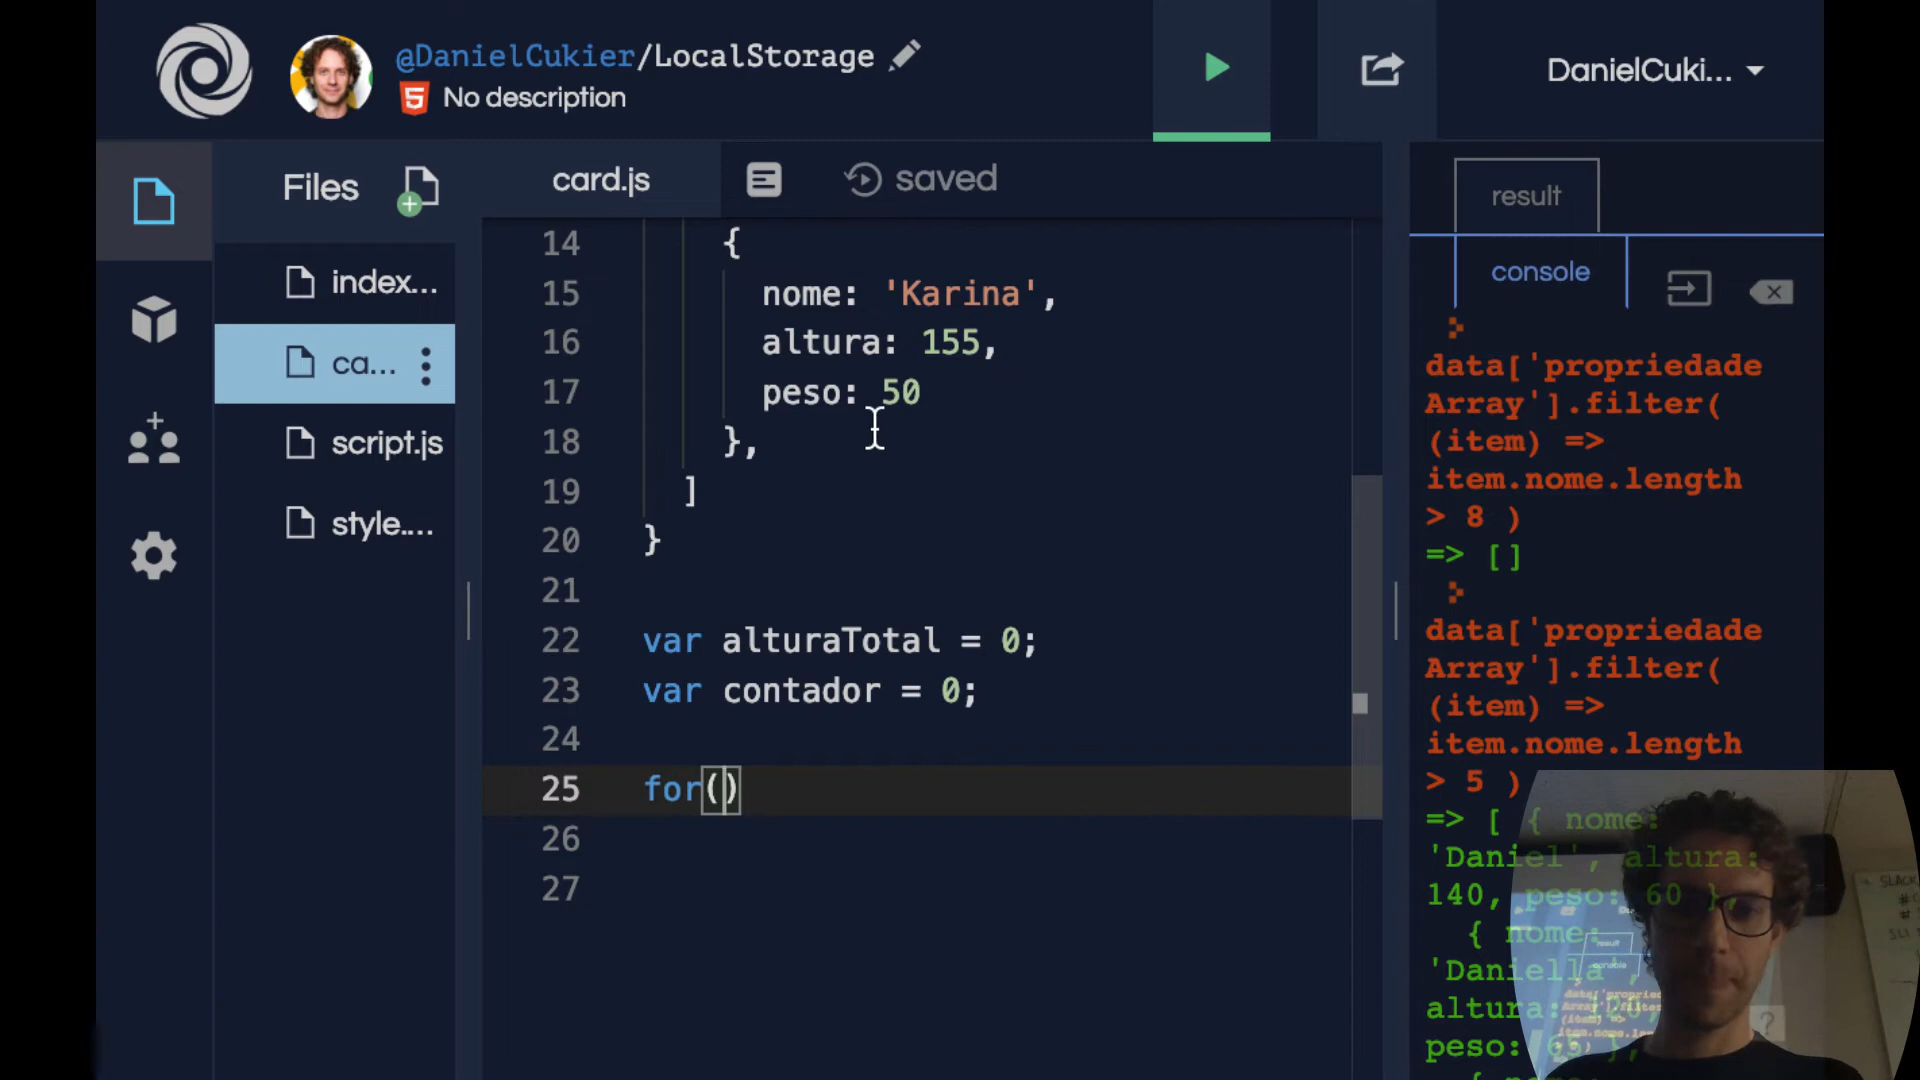 @DanielCukier/LocalStorage
No description
DanielCuki...
Files
card.js
saved
result
console
index...
ca...
script.js
style....
14 {
15 nome: 'Karina',
16 altura: 155,
17 peso: 50
18 },
19 ]
20 }
21
22 var alturaTotal = 0;
23 var contador = 0;
24
25 for()
26
27
data['propriedade
Array'].filter(
(item) =>
item.nome.length
> 8 )
=> []
data['propriedade
Array'].filter(
(item) =>
item.nome.length
> 5 )
=> [ { nome:
'Daniel', altura:
140, peso: 60 },
{ nome:
'Daniella',
altura:
peso: 65 },